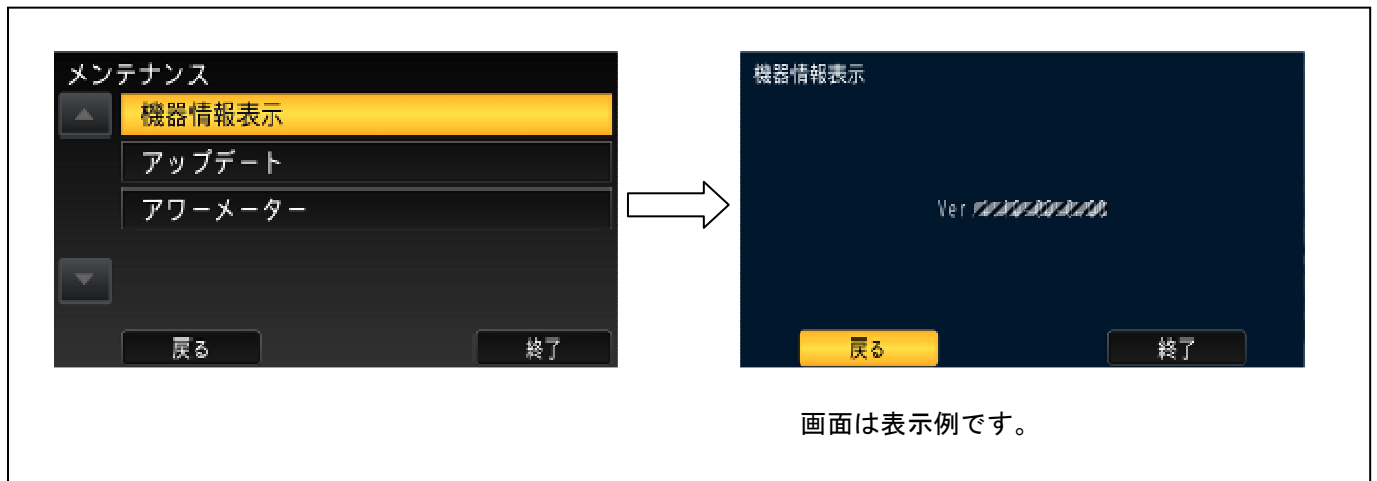 メンテナンス
機器情報表示
アップデート
アワーメーター
戻る
終了
機器情報表示
Ver
戻る
終了
画面は表示例です。